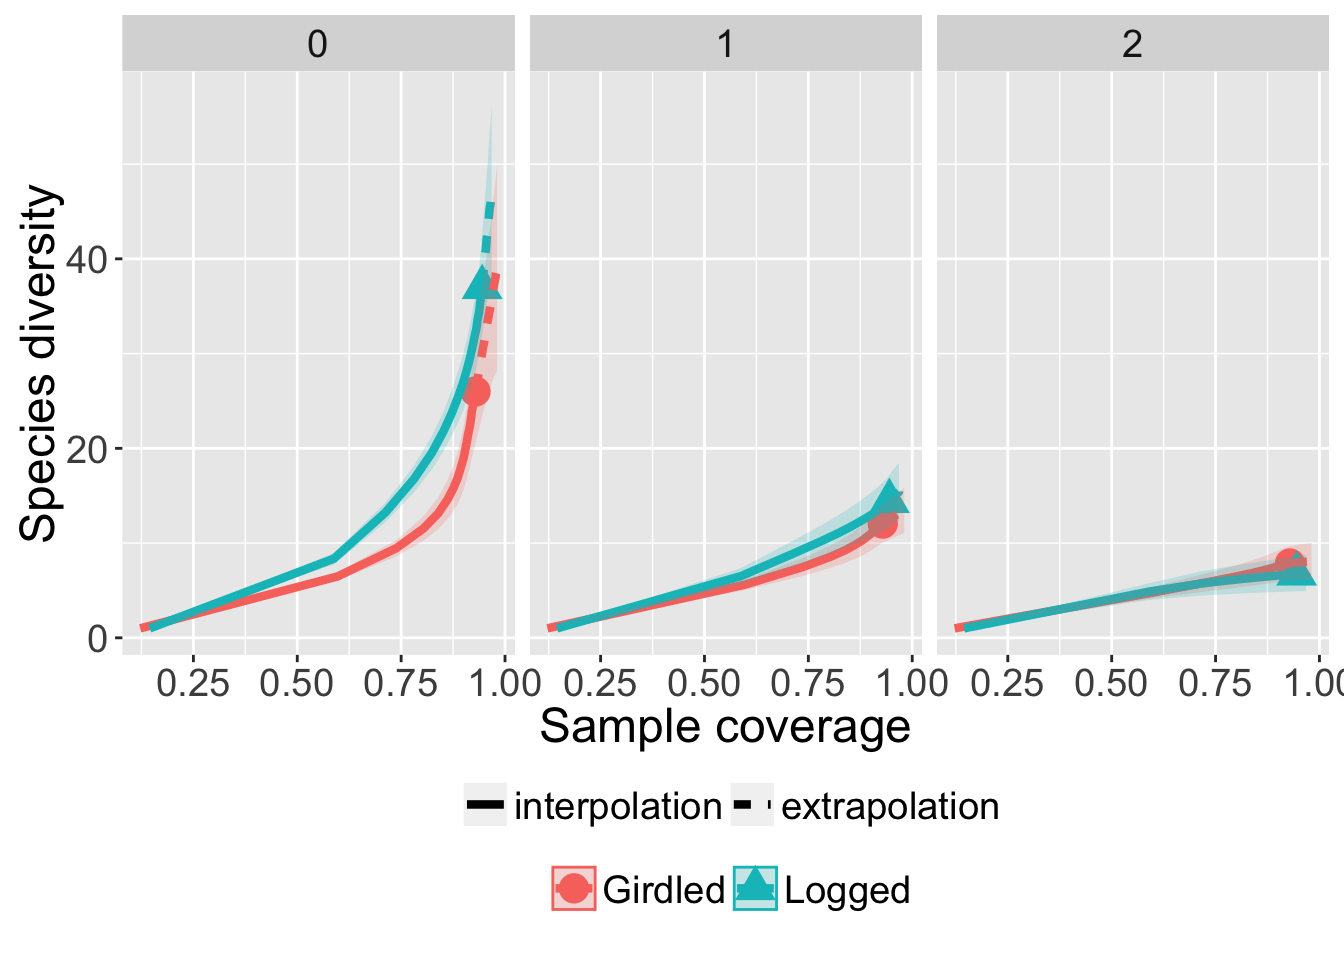 0 1 2
Species diversity
40
20
0
0.25 0.50 0.75 1.00 0.25 0.50 0.75 1.00 0.25 0.50 0.75 1.00
Sample coverage
interpolation extrapolation
Girdled Logged